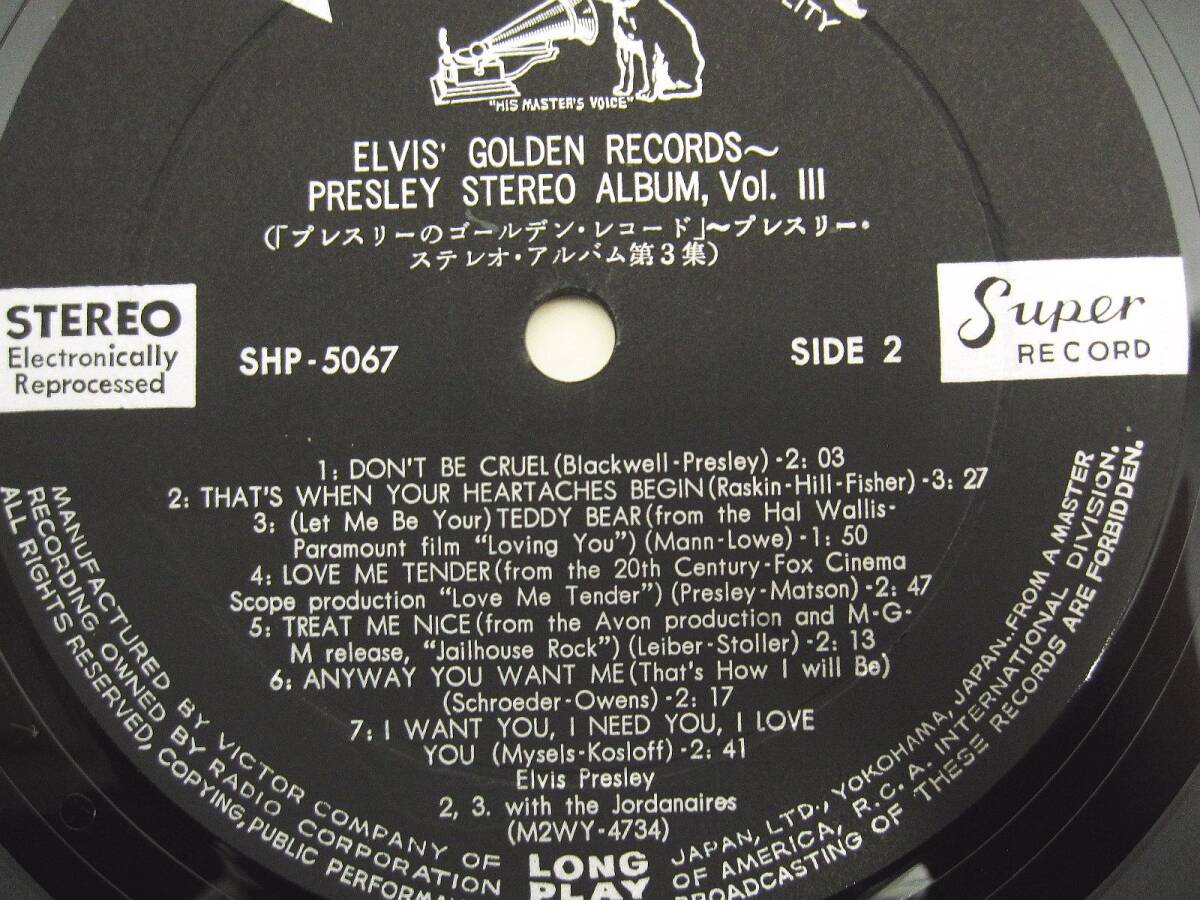 "HIS MASTER'S VOICE"
ELVIS' GOLDEN RECORDS~
PRESLEY STEREO ALBUM, Vol. III
(「プレスリーのゴールデン・レコード」～プレスリー・
ステレオ・アルバム第3集)
STEREO
Electronically
Reprocessed
SHP-5067
SIDE 2
Super
RECORD
1: DON'T BE CRUEL (Blackwell-Presley)-2: 03
2: THAT'S WHEN YOUR HEARTACHES BEGIN (Raskin-Hill-Fisher)-3: 27
3: (Let Me Be Your) TEDDY BEAR (from the Hal Wallis-
Paramount film "Loving You") (Mann-Lowe)-1: 50
4: LOVE ME TENDER (from the 20th Century-Fox Cinema
Scope production "Love Me Tender") (Presley-Matson)-2: 47
5: TREAT ME NICE (from the Avon production and M-G-
M release, "Jailhouse Rock") (Leiber-Stoller)-2: 13
6: ANYWAY YOU WANT ME (That's How I will Be)
(Schroeder-Owens)-2: 17
7: I WANT YOU, I NEED YOU, I LOVE
YOU (Mysels-Kosloff)-2: 41
Elvis Presley
2, 3. with the Jordanaires
(M2WY-4734)
LONG
PLAY
MANUFACTURED BY VICTOR COMPANY OF JAPAN, LTD., YOKOHAMA, JAPAN..FROM A MASTER
RECORDING OWNED BY RADIO CORPORATION OF AMERICA, R.C.A. INTERNATIONAL DIVISION,
ALL RIGHTS RESERVED, COPYING, PUBLIC BROADCASTING OF THESE RECORDS ARE FORBIDDEN.